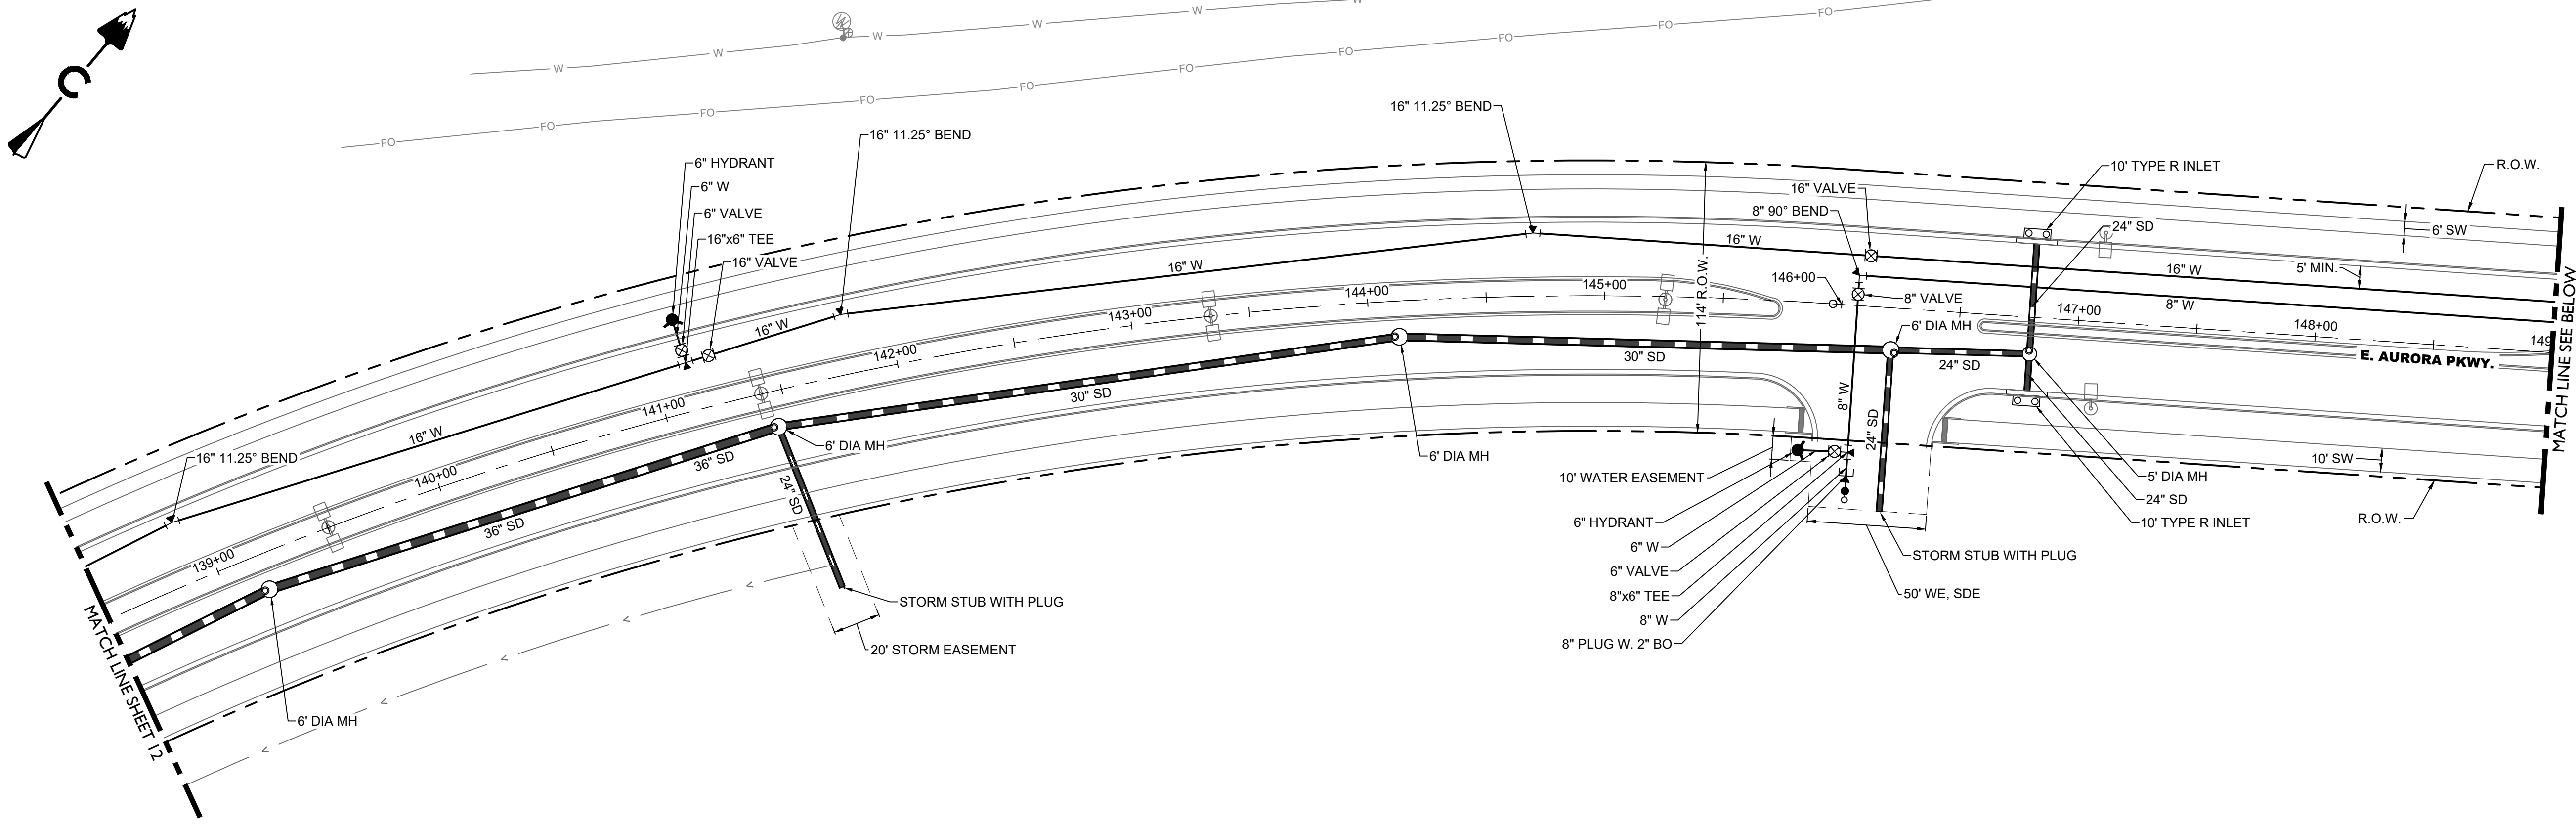 W
W
W
W
W
FO
FO
FO
FO
FO
FO
FO
FO
FO
FO
16" 11.25° BEND
16" 11.25° BEND
6" HYDRANT
6" W
6" VALVE
16"x6" TEE
16" VALVE
10' TYPE R INLET
R.O.W.
16" VALVE
8" 90° BEND
24" SD
6' SW
16" W
16" W
16" W
16" W
16" W
5' MIN.
8" W
114' R.O.W.
146+00
8" VALVE
139+00
140+00
141+00
142+00
143+00
144+00
145+00
147+00
148+00
149
E. AURORA PKWY.
MATCH LINE SEE BELOW
6' DIA MH
30" SD
30" SD
24" SD
8" W
24" SD
16" 11.25° BEND
36" SD
36" SD
24" SD
6' DIA MH
6' DIA MH
10' WATER EASEMENT
6" HYDRANT
6" W
6" VALVE
8"x6" TEE
8" W
8" PLUG W. 2" BO
10' SW
5' DIA MH
24" SD
10' TYPE R INLET
R.O.W.
STORM STUB WITH PLUG
50' WE, SDE
STORM STUB WITH PLUG
20' STORM EASEMENT
6' DIA MH
MATCH LINE SHEET 12